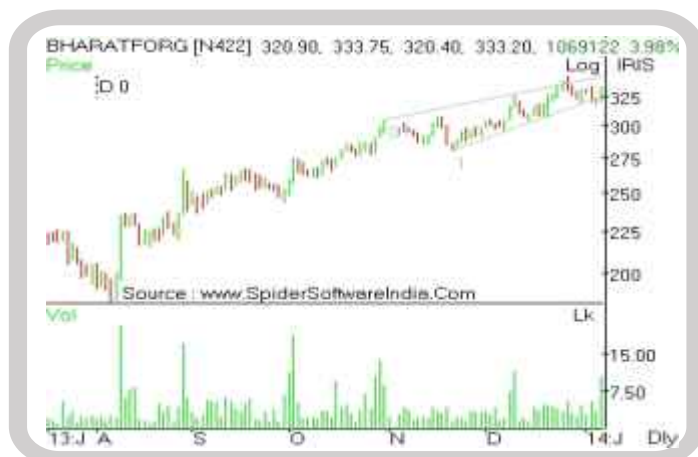 BHARATFORG [N422] 320.90, 333.75, 320.40, 333.20, 1069122 3.98%
Price Log IRIS
D 0
325
300
275
250
225
200
Source : www.SpiderSoftwareIndia.Com
Vol Lk
15.00
7.50
'13:J A S O N D '14:J Dly